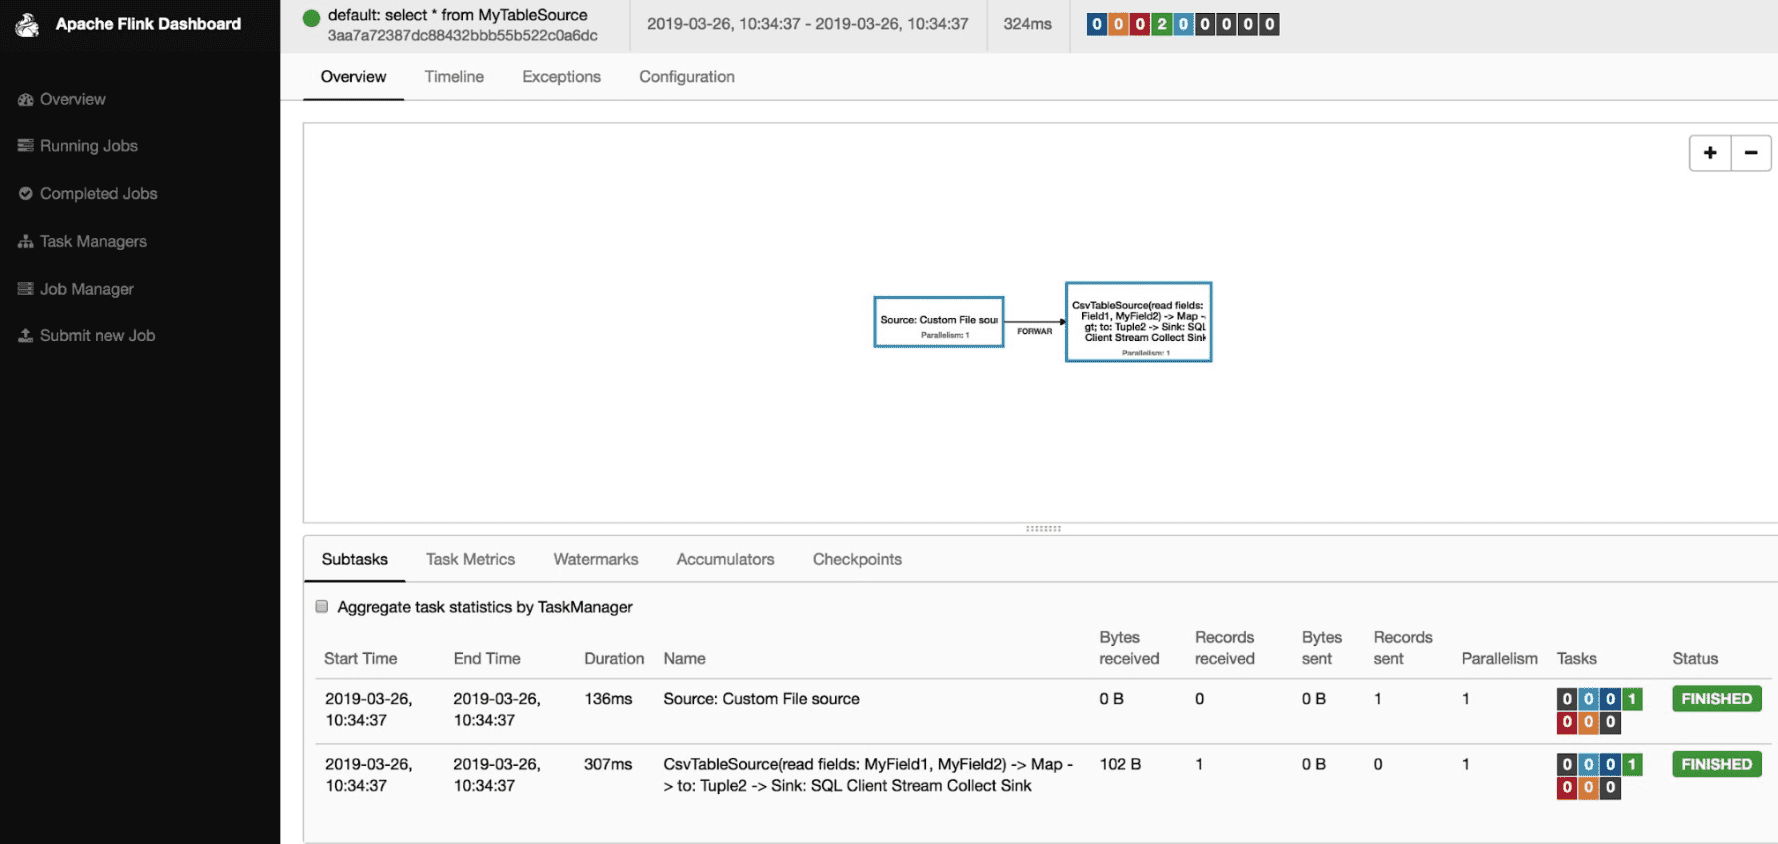 Apache Flink Dashboard
Overview
Running Jobs
Completed Jobs
Task Managers
Job Manager
Submit new Job
default: select * from MyTableSource
3aa7a72387dc88432bbb55b522c0a6dc
2019-03-26, 10:34:37 - 2019-03-26, 10:34:37
324ms
0 0 0 2 0 0 0 0 0
Overview Timeline Exceptions Configuration
+ −
Source: Custom File sour
Parallelism: 1
FORWAR
CsvTableSource(read fields:
Field1, MyField2) -> Map -
gt; to: Tuple2 -> Sink: SQL
Client Stream Collect Sink
Parallelism: 1
Subtasks Task Metrics Watermarks Accumulators Checkpoints
Aggregate task statistics by TaskManager
Bytes Records Bytes Records
Start Time End Time Duration Name received received sent sent Parallelism Tasks Status
2019-03-26, 2019-03-26, 136ms Source: Custom File source 0 B 0 0 B 1 1 0 0 0 1 FINISHED
10:34:37 10:34:37 0 0 0
2019-03-26, 2019-03-26, 307ms CsvTableSource(read fields: MyField1, MyField2) -> Map - 102 B 1 0 B 0 1 0 0 0 1 FINISHED
10:34:37 10:34:37 > to: Tuple2 -> Sink: SQL Client Stream Collect Sink 0 0 0